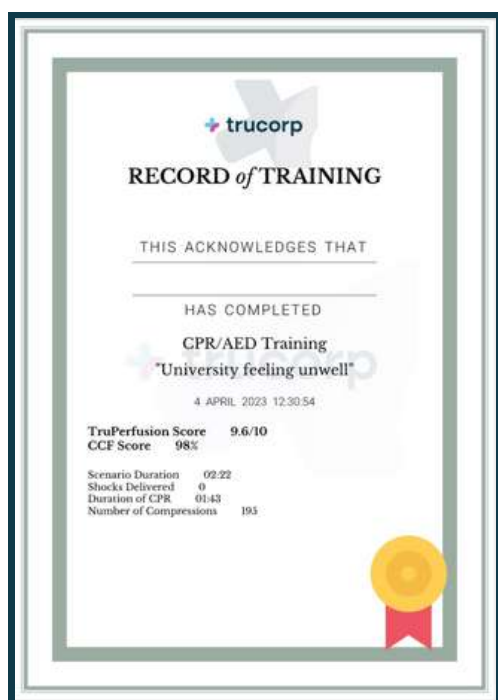 trucorp
RECORD of TRAINING
THIS ACKNOWLEDGES THAT
HAS COMPLETED
trucorp
CPR/AED Training
"University feeling unwell"
4 APRIL 2023 12:30:54
TruPerfusion Score 9.6/10
CCF Score 98%
Scenario Duration 02:22
Shocks Delivered 0
Duration of CPR 01:43
Number of Compressions 195